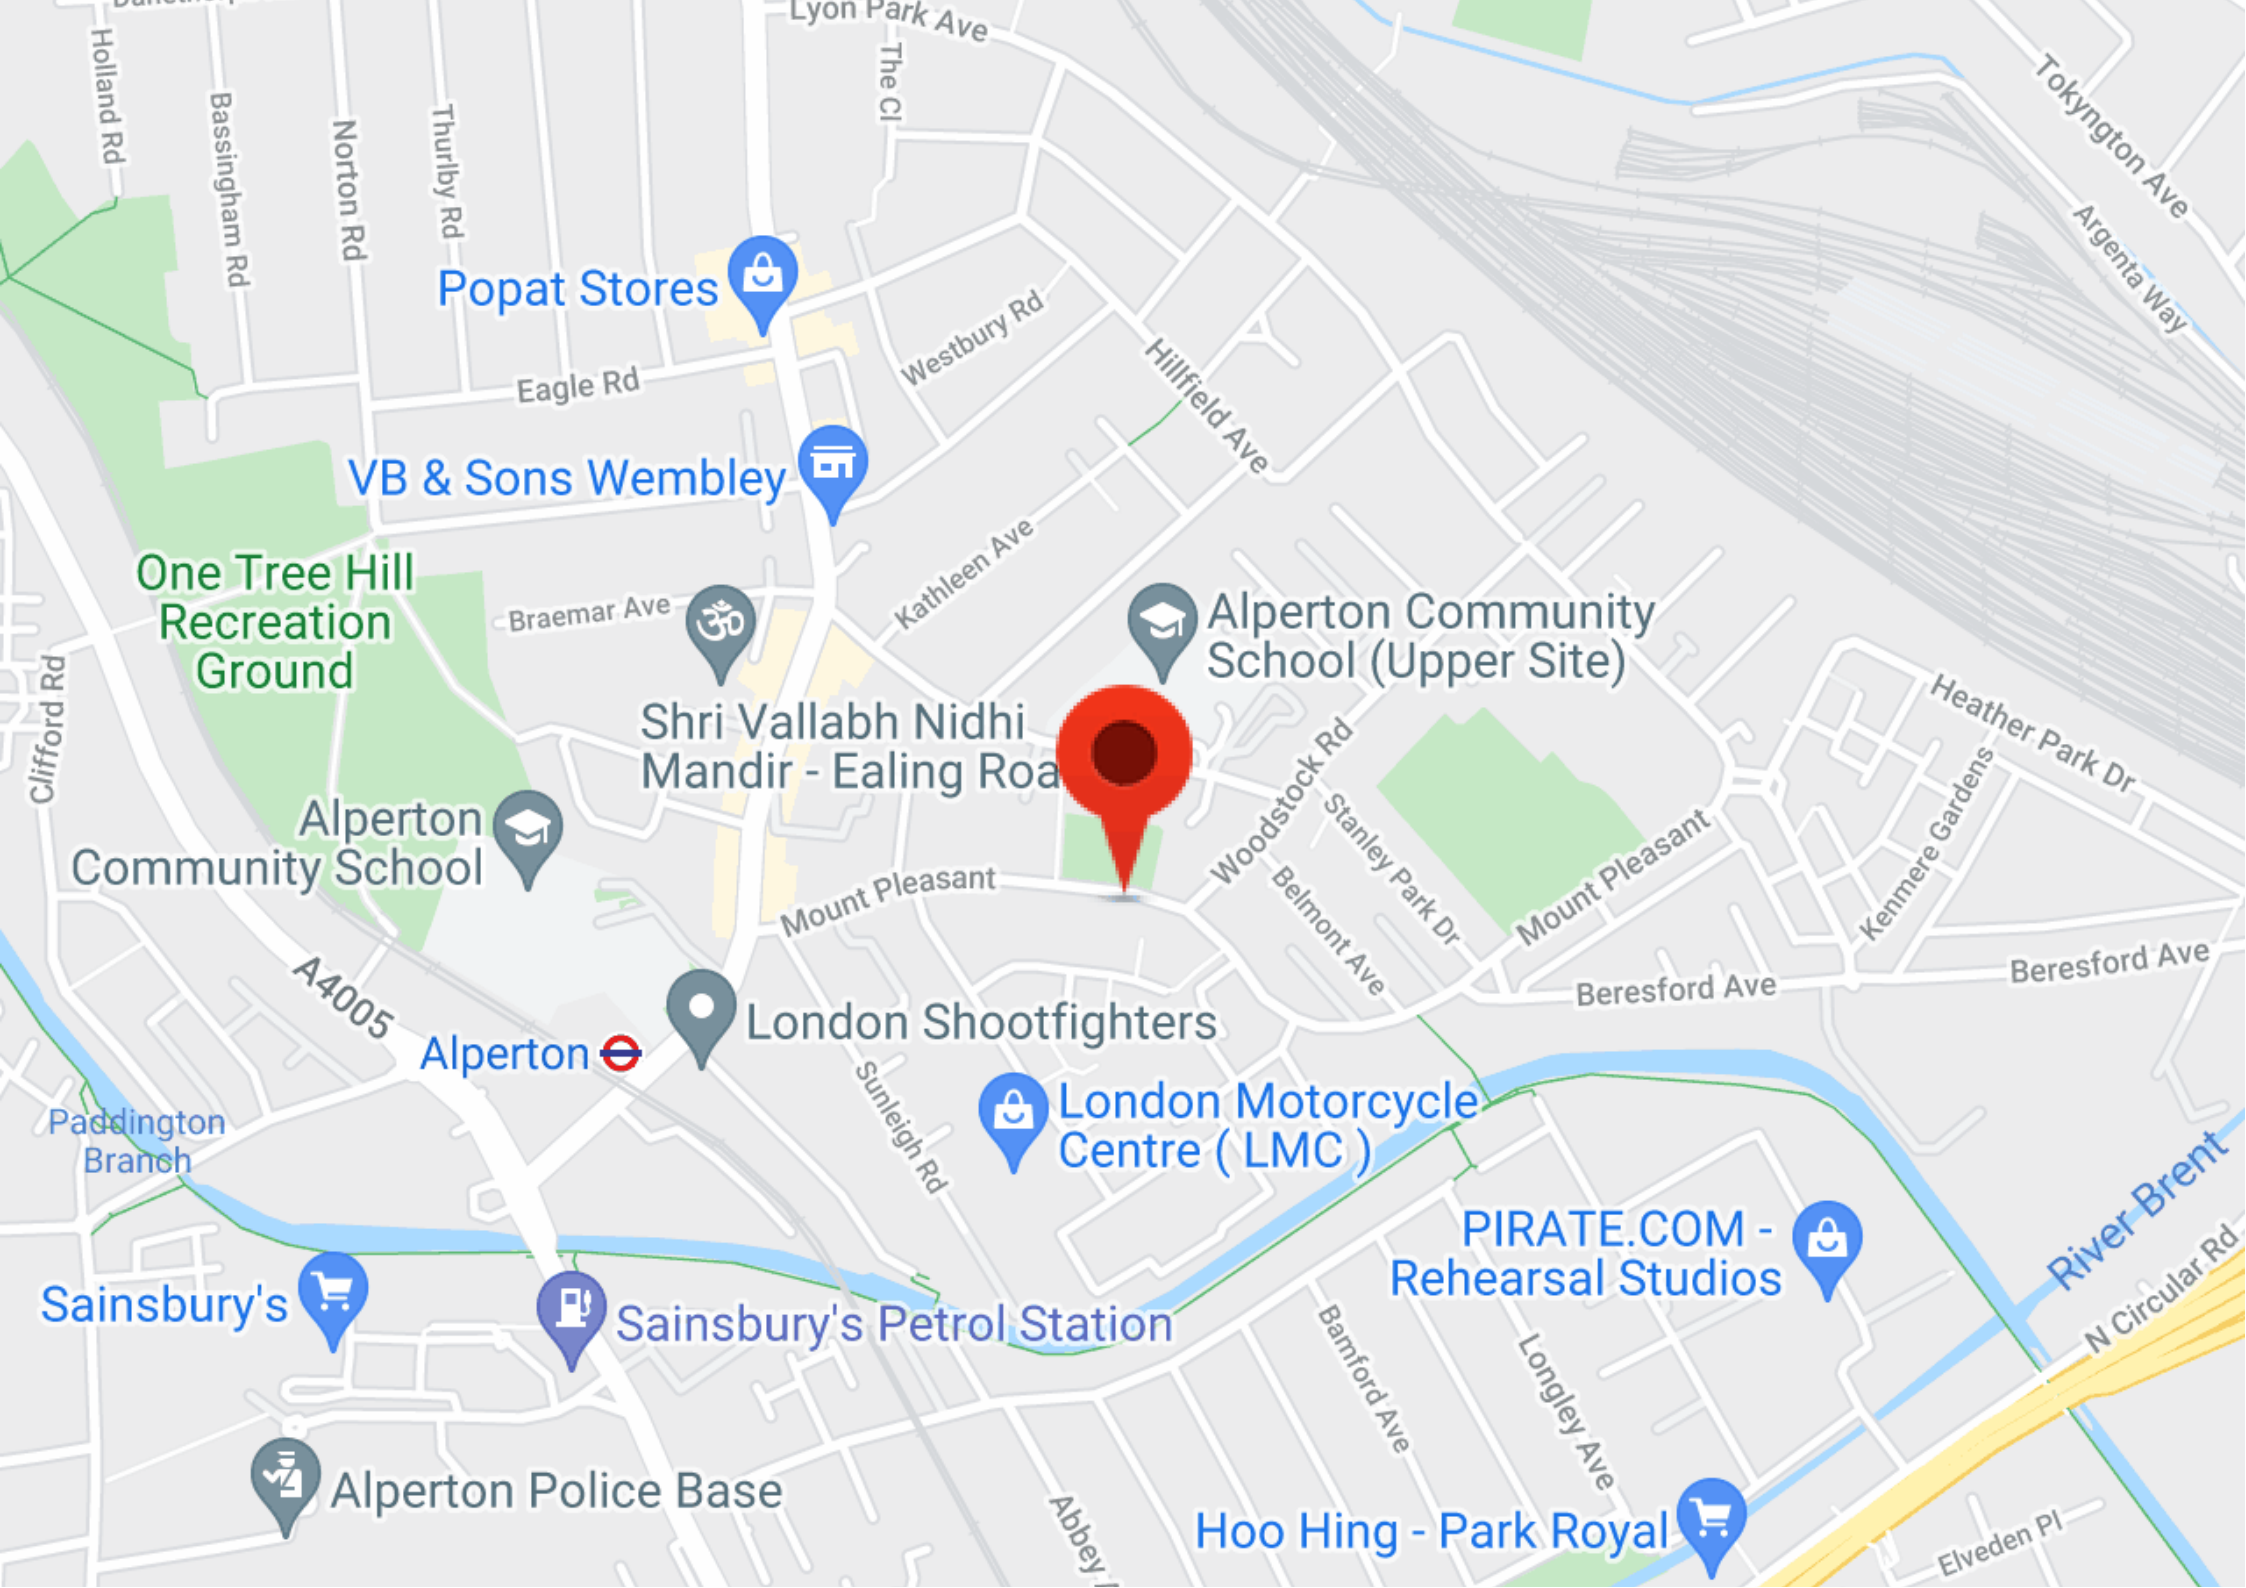 Lyon Park Ave
The Cl
Holland Rd
Bassingham Rd
Norton Rd
Thurlby Rd
Tokyngton Ave
Argenta Way
Popat Stores
Westbury Rd
Eagle Rd
Hillfield Ave
VB & Sons Wembley
One Tree Hill
Recreation
Ground
Braemar Ave
Kathleen Ave
Alperton Community
School (Upper Site)
Clifford Rd
Shri Vallabh Nidhi
Mandir - Ealing Roa
Woodstock Rd
Heather Park Dr
Kenmere Gardens
Alperton
Community School
Mount Pleasant
Stanley Park Dr
Belmont Ave
Mount Pleasant
A4005
Beresford Ave
Beresford Ave
London Shootfighters
Alperton
Sunleigh Rd
London Motorcycle
Centre ( LMC )
Paddington
Branch
PIRATE.COM -
Rehearsal Studios
River Brent
N Circular Rd
Sainsbury's
Sainsbury's Petrol Station
Bamford Ave
Longley Ave
Alperton Police Base
Abbey
Hoo Hing - Park Royal
Elveden Pl